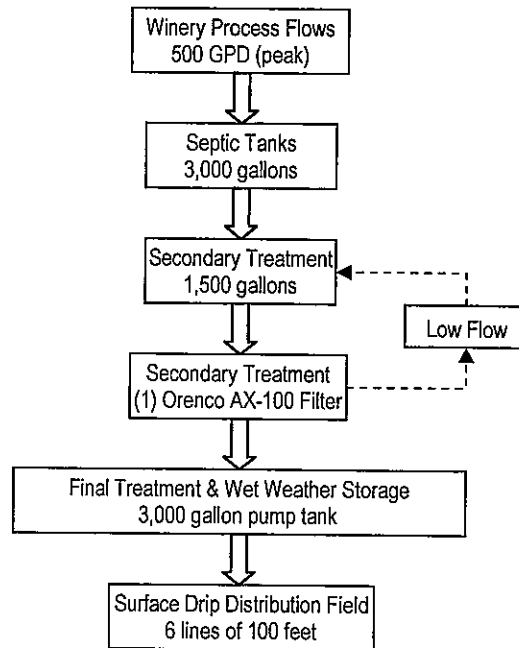 Winery Process Flows
500 GPD (peak)
Septic Tanks
3,000 gallons
Secondary Treatment
1,500 gallons
Low Flow
Secondary Treatment
(1) Orenco AX-100 Filter
Final Treatment & Wet Weather Storage
3,000 gallon pump tank
Surface Drip Distribution Field
6 lines of 100 feet